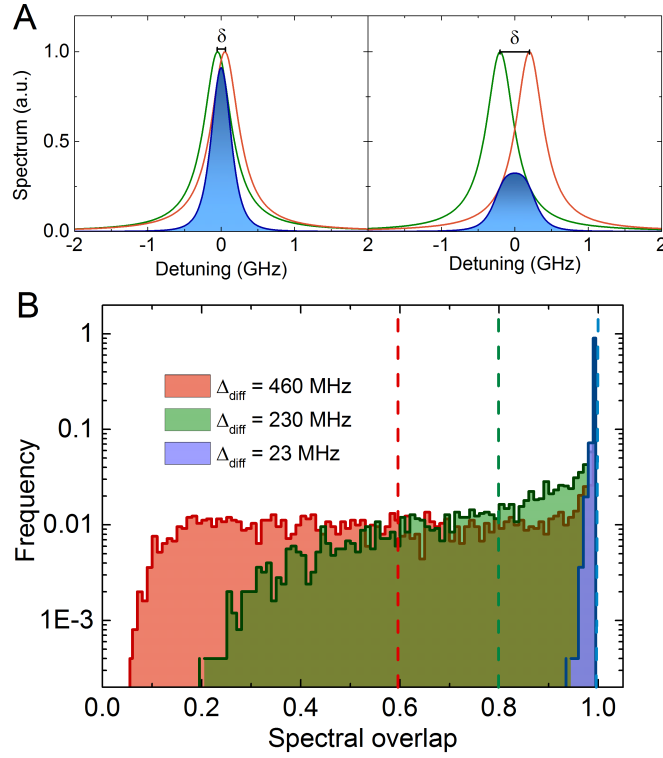 A
δ
δ
Spectrum (a.u.)
1.0
0.5
0.0
-2
-1
0
1
2
-1
0
1
2
Detuning (GHz)
Detuning (GHz)
B
1
0.1
0.01
1E-3
Frequency
Δdiff = 460 MHz
Δdiff = 230 MHz
Δdiff = 23 MHz
0.0
0.2
0.4
0.6
0.8
1.0
Spectral overlap